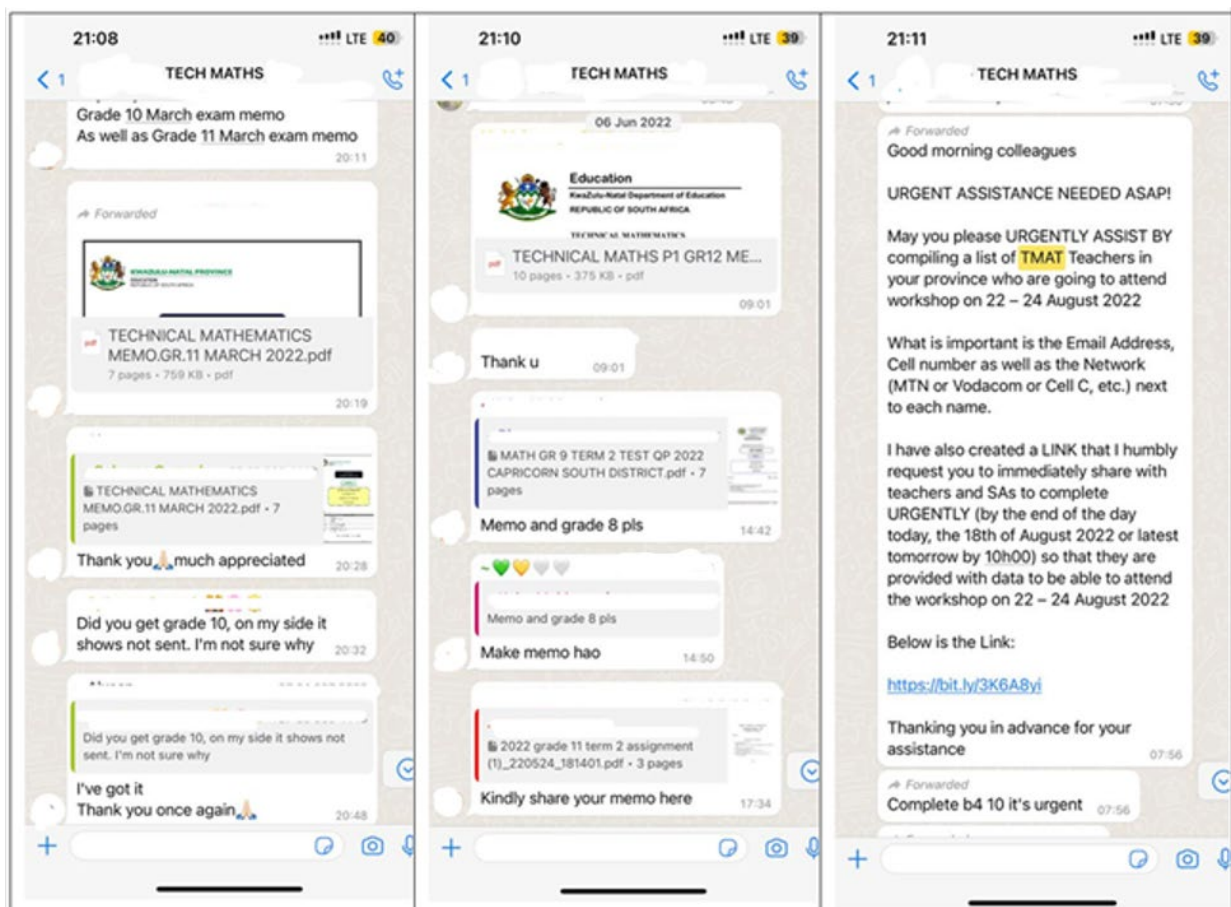 21:08
LTE 40
1
TECH MATHS
Grade 10 March exam memo
As well as Grade 11 March exam memo
20:11
Forwarded
KWAZULU-NATAL PROVINCE
EDUCATION
REPUBLIC OF SOUTH AFRICA
TECHNICAL MATHEMATICS
MEMO.GR.11 MARCH 2022.pdf
7 pages • 759 KB • pdf
20:19
TECHNICAL MATHEMATICS
MEMO.GR.11 MARCH 2022.pdf • 7
pages
Thank you🙏🏻much appreciated
20:28
Did you get grade 10, on my side it
shows not sent. I'm not sure why
20:32
Did you get grade 10, on my side it shows not
sent. I'm not sure why
I've got it
Thank you once again🙏🏻
20:48
21:10
LTE 39
1
TECH MATHS
06 Jun 2022
Education
KwaZulu-Natal Department of Education
REPUBLIC OF SOUTH AFRICA
TECHNICAL MATHEMATICS
TECHNICAL MATHS P1 GR12 ME...
10 pages • 375 KB • pdf
09:01
Thank u
09:01
MATH GR 9 TERM 2 TEST QP 2022
CAPRICORN SOUTH DISTRICT.pdf • 7
pages
Memo and grade 8 pls
14:42
~💚💛🤍🤍
Memo and grade 8 pls
Make memo hao
14:50
2022 grade 11 term 2 assignment
(1)_220524_181401.pdf • 3 pages
Kindly share your memo here
17:34
21:11
LTE 39
1
TECH MATHS
Forwarded
Good morning colleagues
URGENT ASSISTANCE NEEDED ASAP!
May you please URGENTLY ASSIST BY
compiling a list of TMAT Teachers in
your province who are going to attend
workshop on 22 – 24 August 2022
What is important is the Email Address,
Cell number as well as the Network
(MTN or Vodacom or Cell C, etc.) next
to each name.
I have also created a LINK that I humbly
request you to immediately share with
teachers and SAs to complete
URGENTLY (by the end of the day
today, the 18th of August 2022 or latest
tomorrow by 10h00) so that they are
provided with data to be able to attend
the workshop on 22 – 24 August 2022
Below is the Link:
https://bit.ly/3K6A8yi
Thanking you in advance for your
assistance
07:56
Forwarded
Complete b4 10 it's urgent
07:56